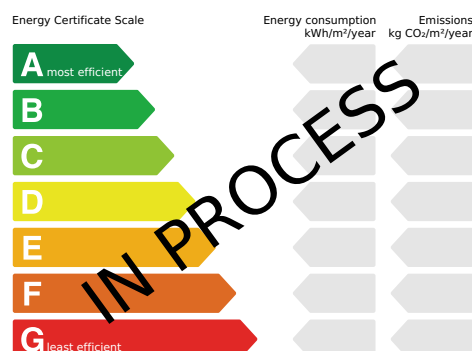 Energy Certificate Scale
Energy consumption
kWh/m²/year
Emissions
kg CO₂/m²/year
A most efficient
B
C
D
E
F
G least efficient
IN PROCESS